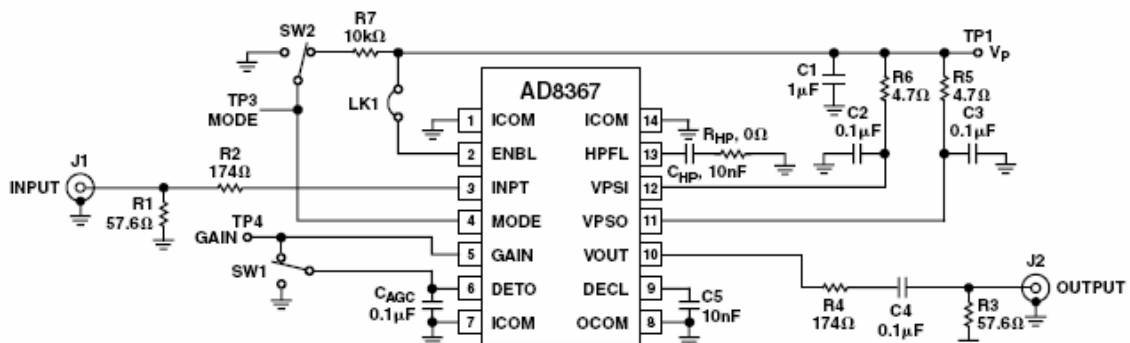 SW2
R7
10kΩ
TP1
VP
TP3
MODE
LK1
C1
1μF
R6
4.7Ω
R5
4.7Ω
C2
0.1μF
C3
0.1μF
AD8367
1 ICOM ICOM 14
2 ENBL HPFL 13
3 INPT VPSI 12
4 MODE VPSO 11
5 GAIN VOUT 10
6 DETO DECL 9
7 ICOM OCOM 8
RHP, 0Ω
CHP, 10nF
J1
INPUT
R2
174Ω
R1
57.6Ω
TP4
GAIN
SW1
CAGC
0.1μF
C5
10nF
R4
174Ω
C4
0.1μF
R3
57.6Ω
J2
OUTPUT